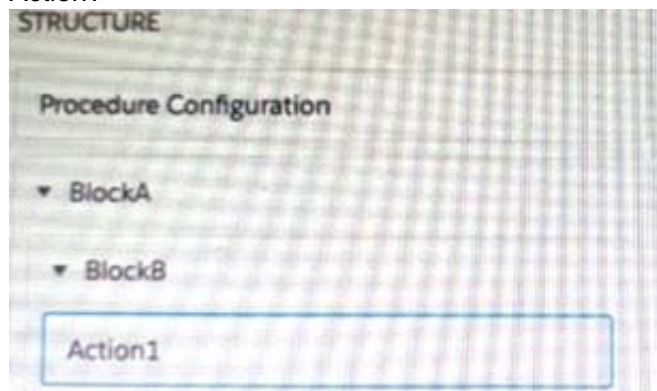 STRUCTURE
Procedure Configuration
BlockA
BlockB
Action1